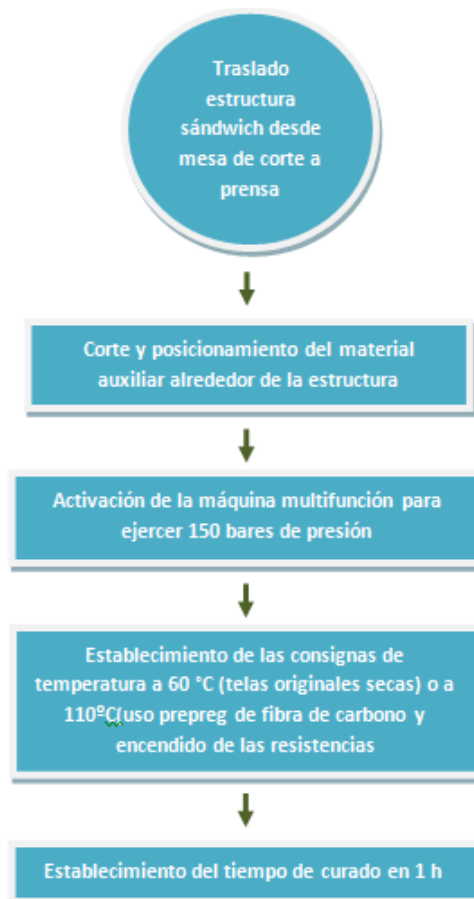 Traslado
estructura
sándwich desde
mesa de corte a
prensa
Corte y posicionamiento del material
auxiliar alrededor de la estructura
Activación de la máquina multifunción para
ejercer 150 bares de presión
Establecimiento de las consignas de
temperatura a 60 °C (telas originales secas) o a
110ºC(uso prepreg de fibra de carbono y
encendido de las resistencias
Establecimiento del tiempo de curado en 1 h